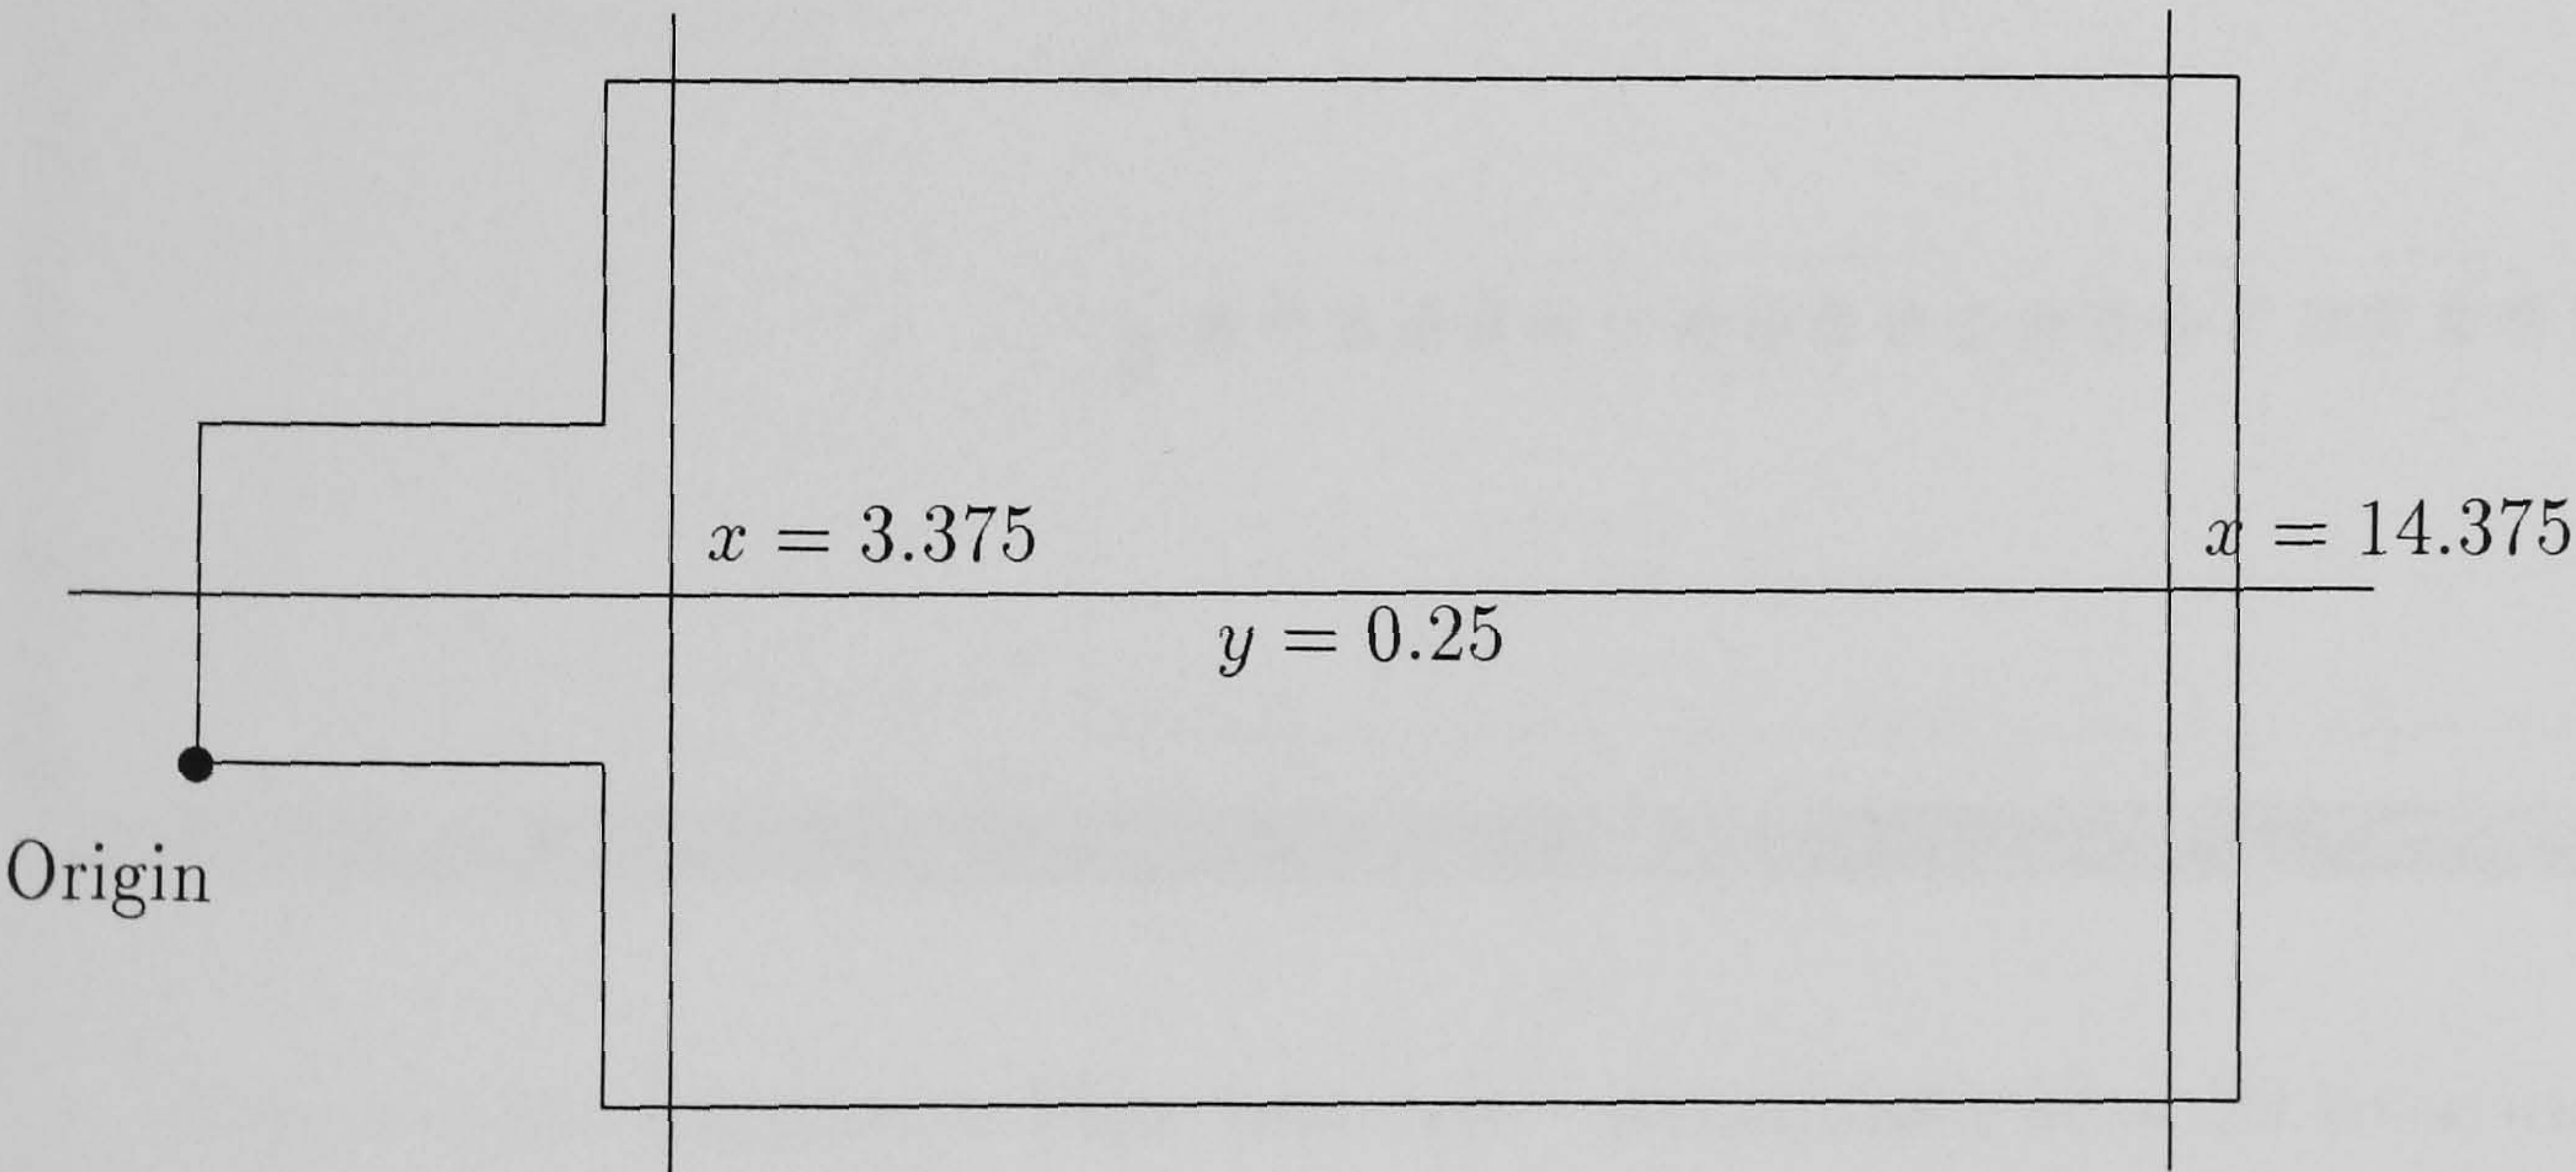 x = 3.375
x = 14.375
y = 0.25
Origin